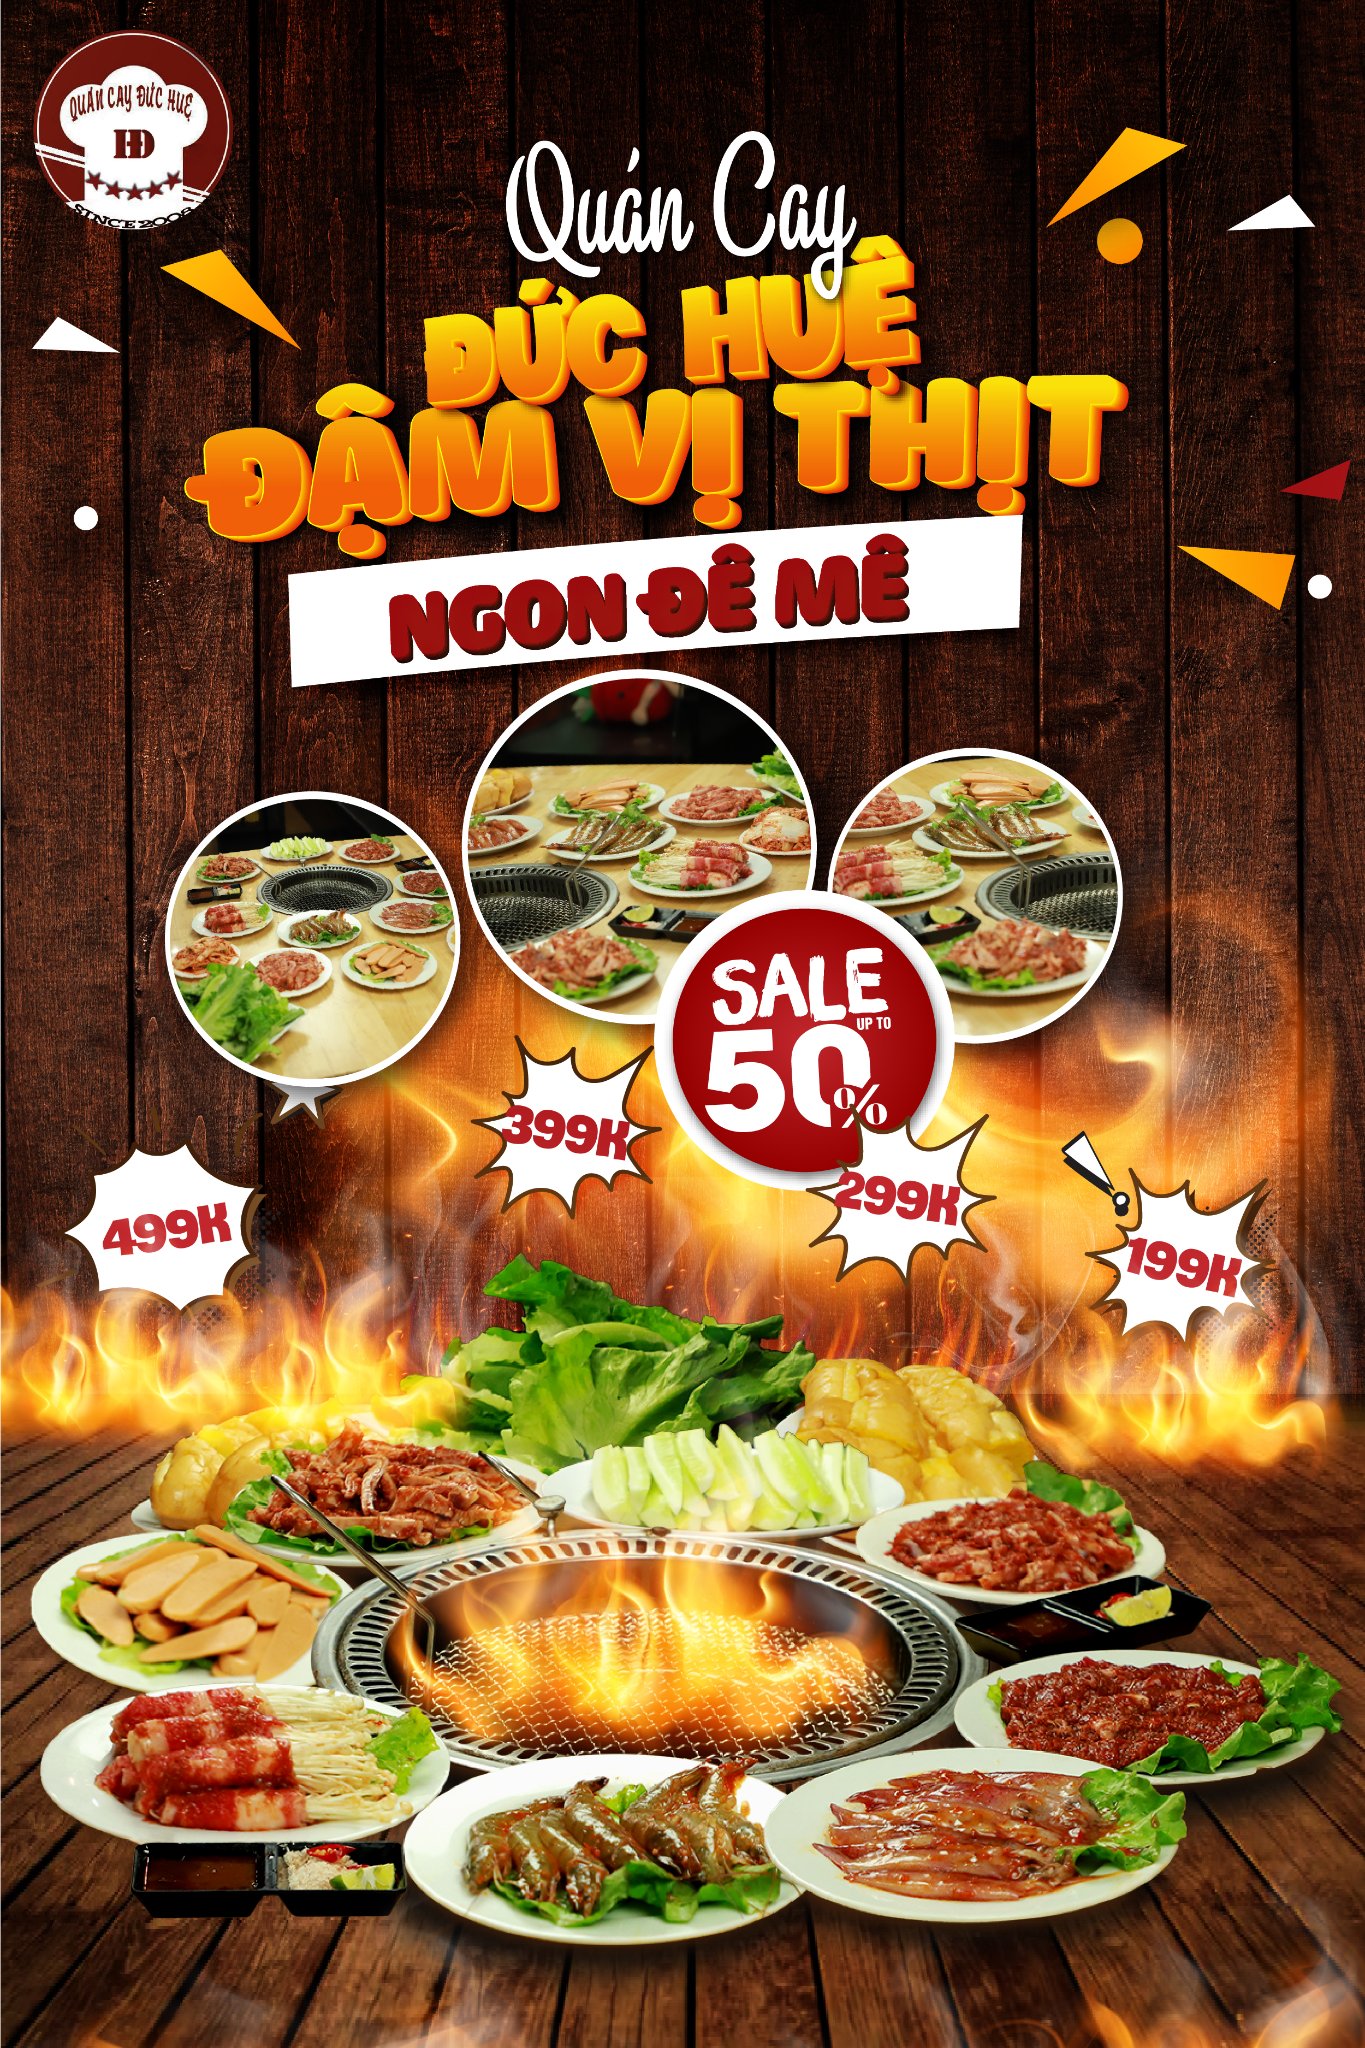 QUÁN CAY ĐỨC HUỆ
HĐ
SINCE 2008
Quán Cay
ĐỨC HUỆ
ĐẬM VỊ THỊT
NGON ĐÊ MÊ
SALE
UP TO
50%
399K
299K
499K
199K